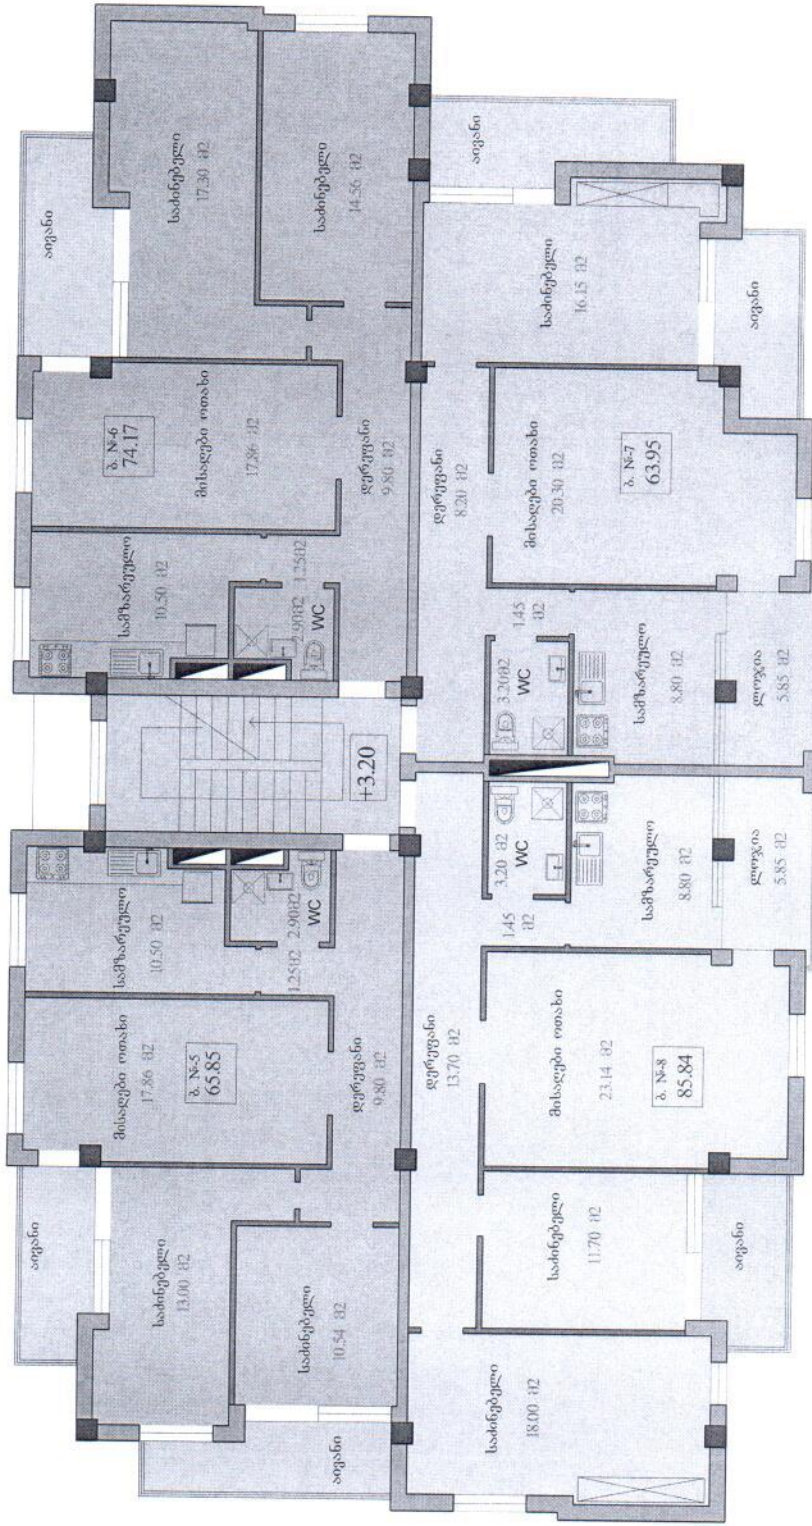 აივანი
მისაღები ოთახი
17.86 მ2
ბ. №-5
65.85
სამზარეულო
10.50 მ2
საძინებელი
13.00 მ2
1.25მ2
2.90მ2
WC
საძინებელი
10.54 მ2
დერეფანი
9.80 მ2
აივანი
+3.20
სამზარეულო
10.50 მ2
ბ. №-6
74.17
მისაღები ოთახი
17.86 მ2
აივანი
საძინებელი
17.30 მ2
2.90მ2
WC
1.25მ2
დერეფანი
9.80 მ2
საძინებელი
14.56 მ2
დერეფანი
13.70 მ2
3.20 მ2
WC
1.45
მ2
საძინებელი
18.00 მ2
საძინებელი
11.70 მ2
მისაღები ოთახი
23.14 მ2
ბ. №-8
85.84
სამზარეულო
8.80 მ2
აივანი
ლოჯია
5.85 მ2
დერეფანი
8.20 მ2
3.20მ2
WC
1.45
მ2
მისაღები ოთახი
20.30 მ2
ბ. №-7
63.95
საძინებელი
16.15 მ2
აივანი
სამზარეულო
8.80 მ2
ლოჯია
5.85 მ2
აივანი